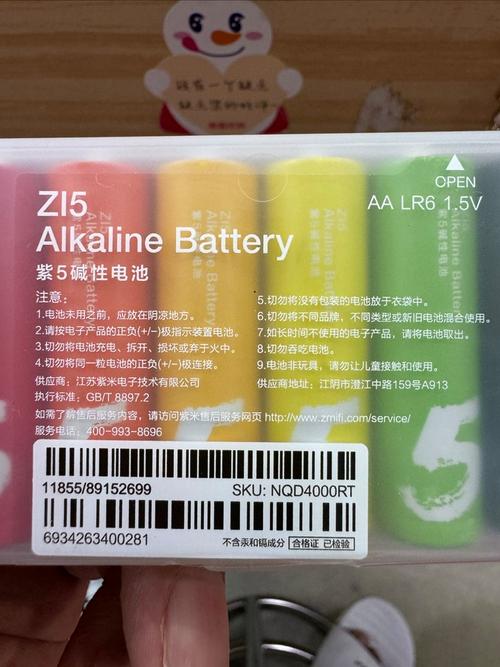 OPEN
AA LR6 1.5V
ZI5
Alkaline Battery
紫5碱性电池
注意:
1.电池未用之前，应放在阴凉地方。
2.请按电子产品的正负(+/−)极指示装置电池。
3.切勿将电池充电、拆开、损坏或弃于火中。
4.切勿将同一粒电池的正负(+/−)极连接。
5.切勿将没有包装的电池放于衣袋中。
6.切勿将不同品牌、不同类型或新旧电池混合使用。
7.如长时间不使用的电子产品，请将电池取出。
8.切勿吞吃电池。
9.电池非玩具，请勿让儿童接触和使用。
供应商：江苏紫米电子技术有限公司
供应商地址：江阴市澄江中路159号A913
执行标准：GB/T 8897.2
如需了解售后服务内容，请访问紫米售后服务网页 http://www.zmifi.com/service/
服务电话：400-993-8696
11855/89152699
SKU: NQD4000RT
6934263400281
不含汞和镉成分 合格证 已检验
ZI5
Alkaline Battery
紫5碱性电池
5